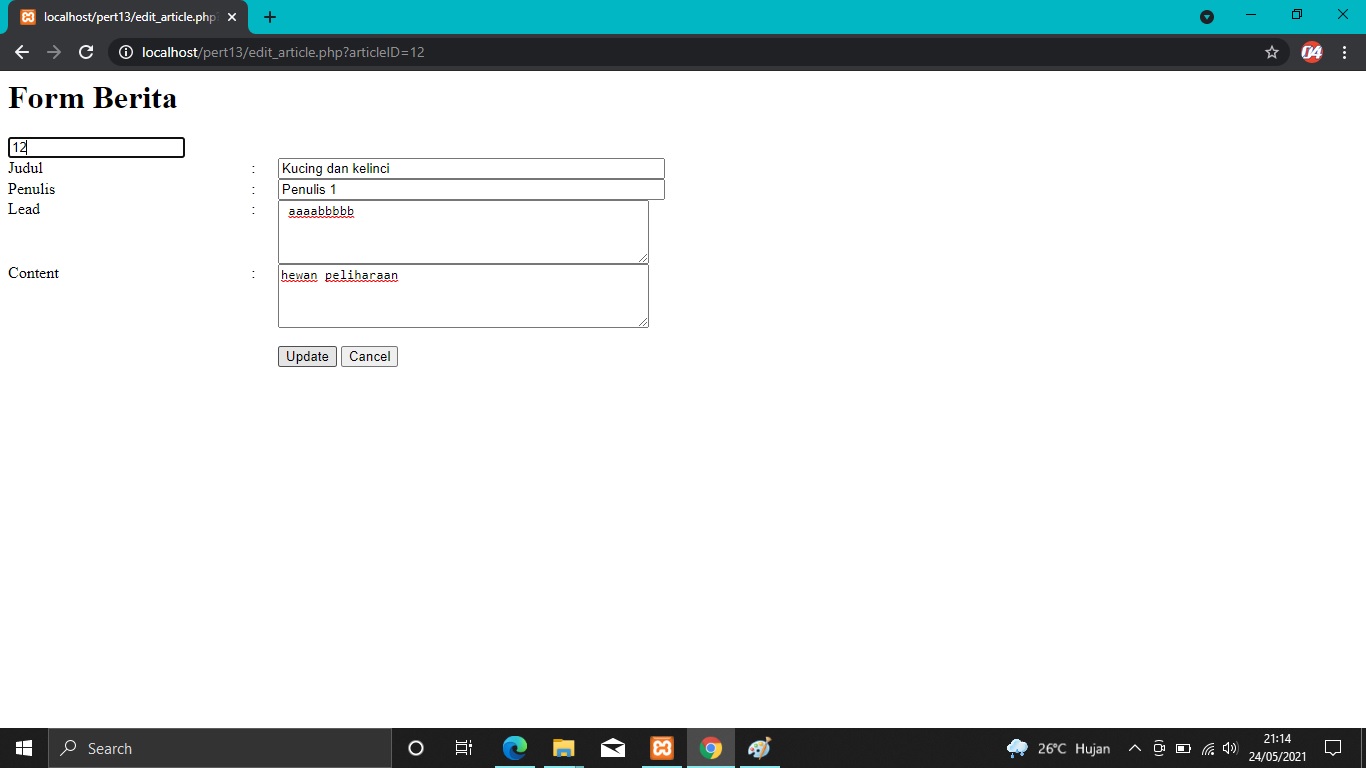 localhost/pert13/edit_article.php
localhost/pert13/edit_article.php?articleID=12
Form Berita
12
Judul : Kucing dan kelinci
Penulis : Penulis 1
Lead : aaaabbbbb
Content : hewan peliharaan
Update Cancel
Search
26°C Hujan
21:14
24/05/2021